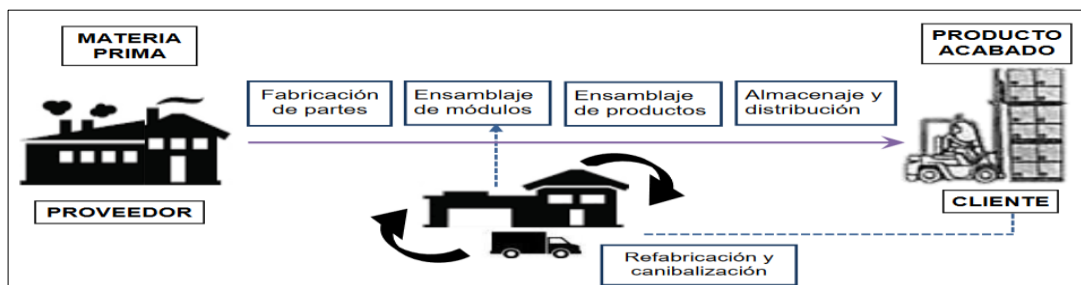 MATERIA
PRIMA
PRODUCTO
ACABADO
Fabricación
de partes
Ensamblaje
de módulos
Ensamblaje
de productos
Almacenaje y
distribución
PROVEEDOR
CLIENTE
Refabricación y
canibalización